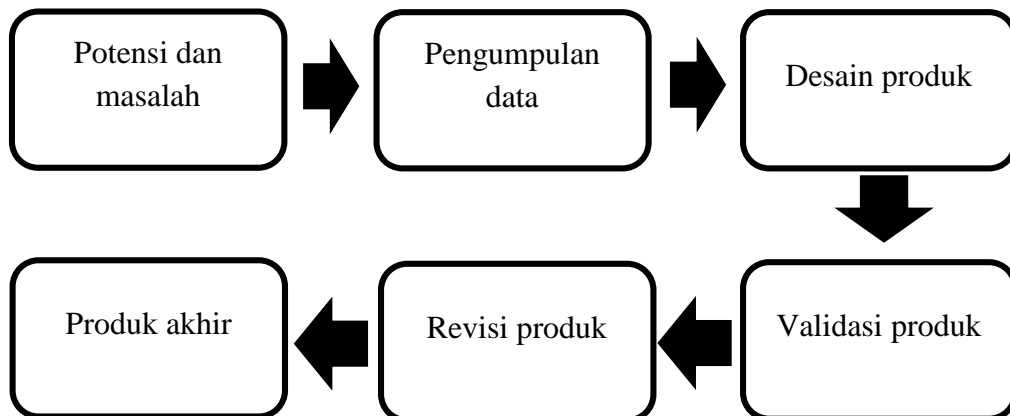 Potensi dan
masalah
Pengumpulan
data
Desain produk
Validasi produk
Revisi produk
Produk akhir